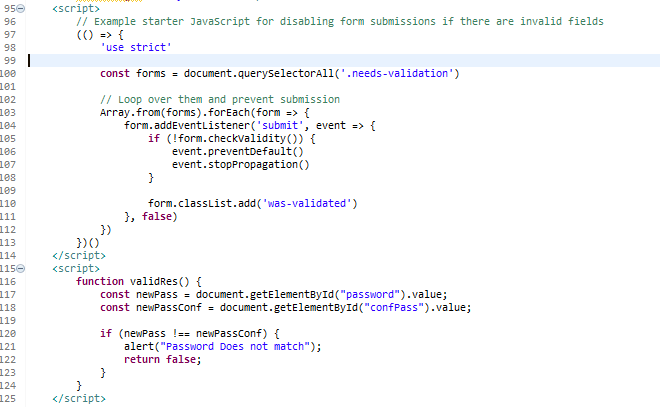 95 <script>
96 // Example starter JavaScript for disabling form submissions if there are invalid fields
97 (() => {
98 'use strict'
99
100 const forms = document.querySelectorAll('.needs-validation')
101
102 // Loop over them and prevent submission
103 Array.from(forms).forEach(form => {
104 form.addEventListener('submit', event => {
105 if (!form.checkValidity()) {
106 event.preventDefault()
107 event.stopPropagation()
108 }
109
110 form.classList.add('was-validated')
111 }, false)
112 })
113 })()
114 </script>
115 <script>
116 function validRes() {
117 const newPass = document.getElementById("password").value;
118 const newPassConf = document.getElementById("confPass").value;
119
120 if (newPass !== newPassConf) {
121 alert("Password Does not match");
122 return false;
123 }
124 }
125 </script>